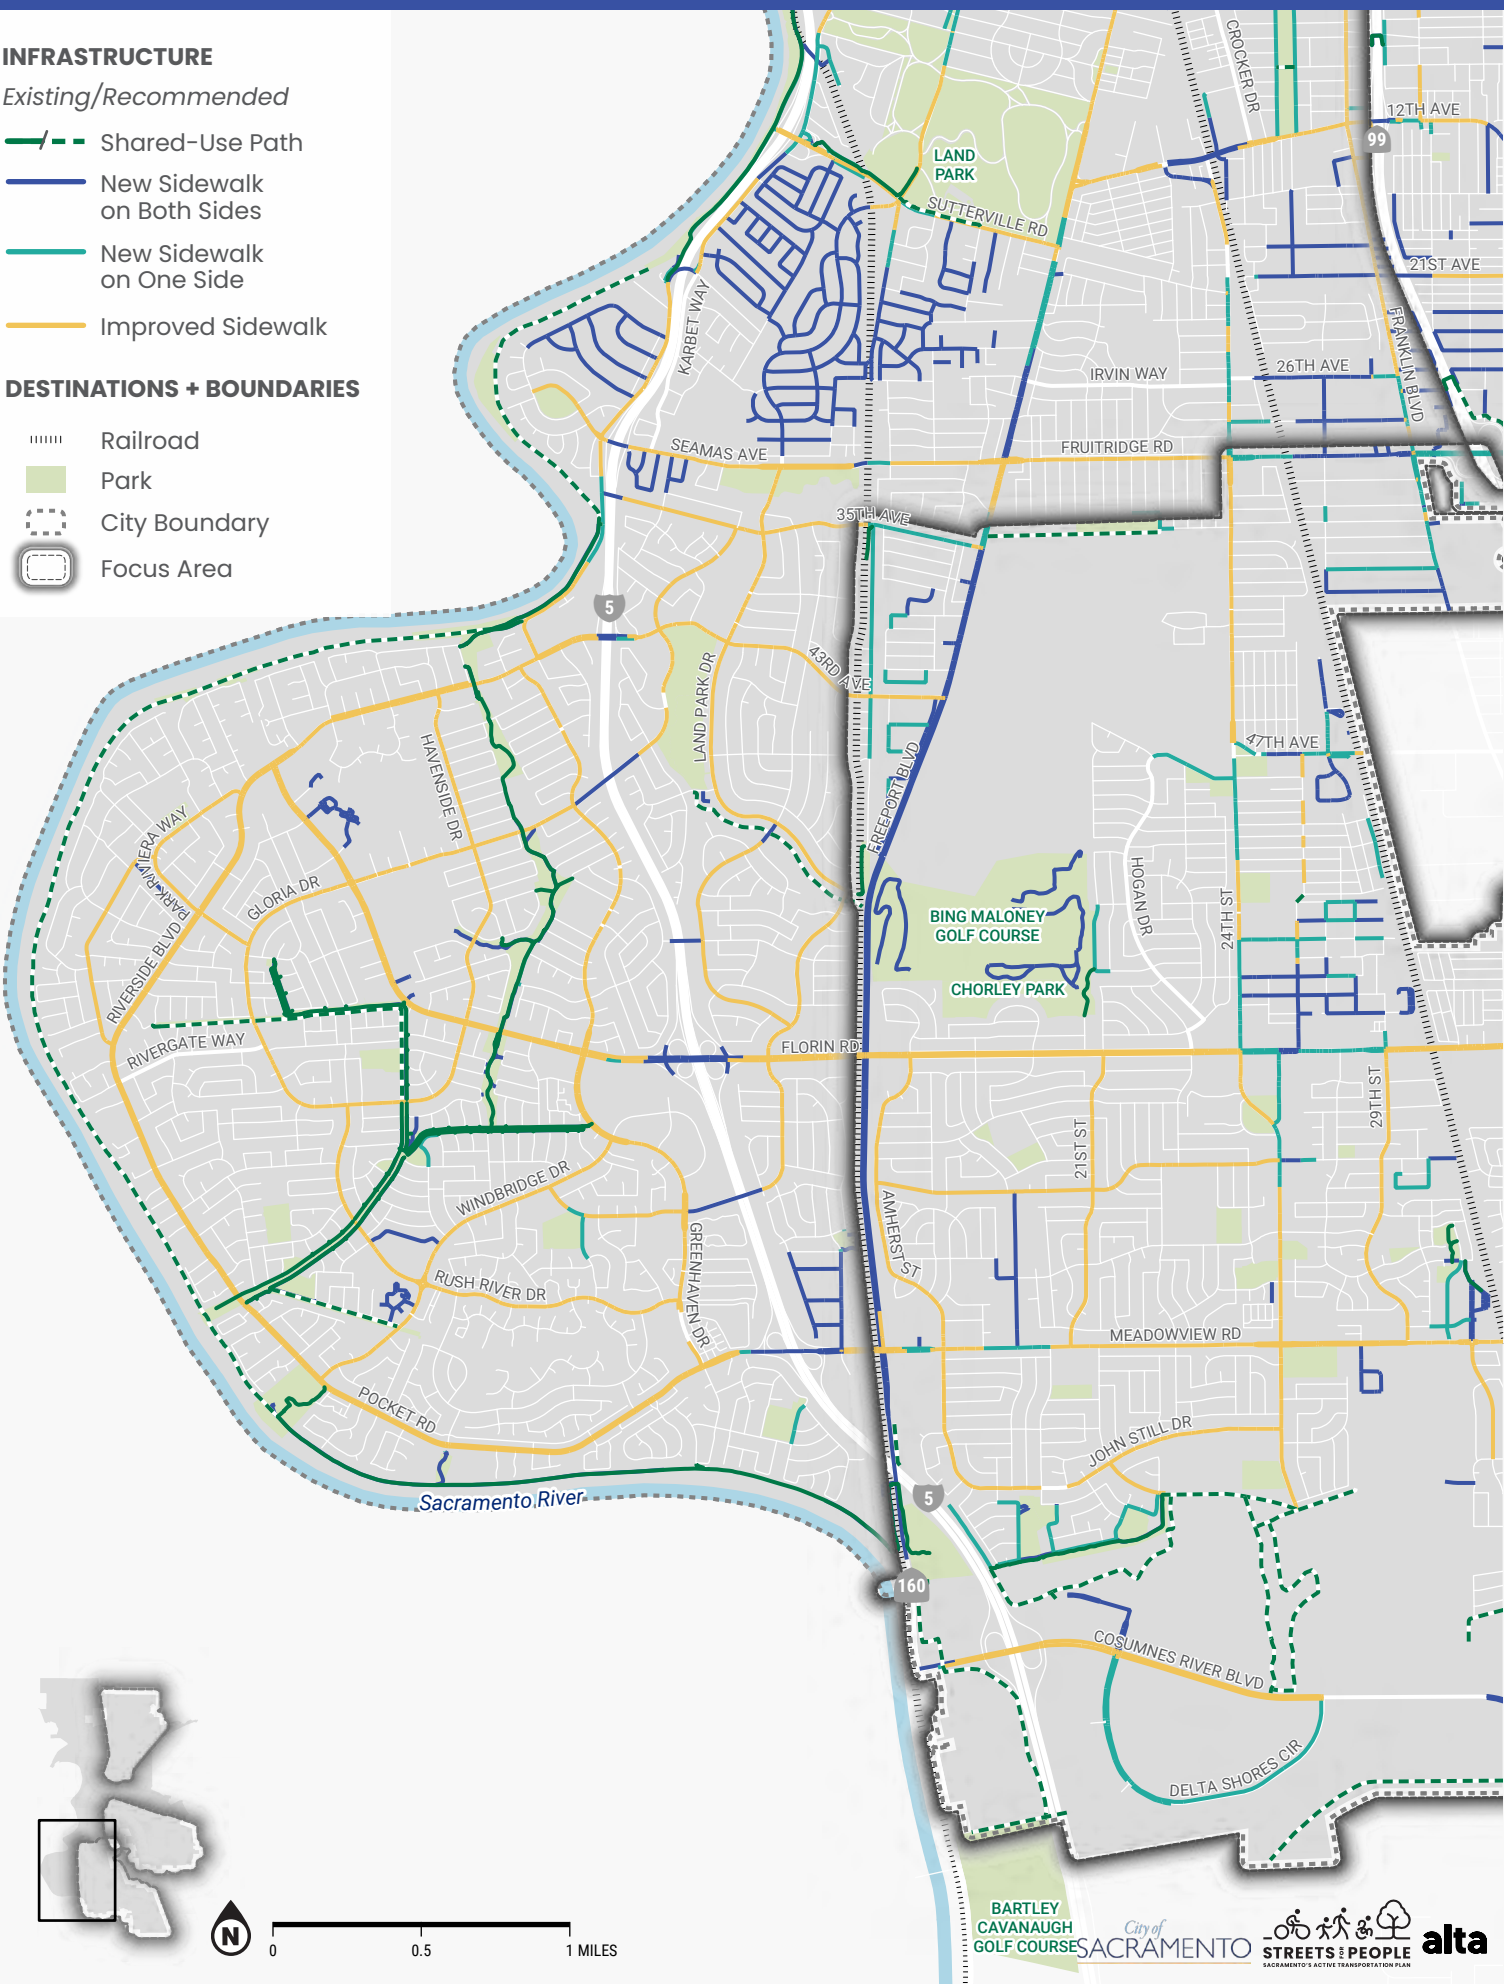 INFRASTRUCTURE
Existing/Recommended
Shared-Use Path
New Sidewalk
on Both Sides
New Sidewalk
on One Side
Improved Sidewalk
DESTINATIONS + BOUNDARIES
Railroad
Park
City Boundary
Focus Area
CROCKER DR
12TH AVE
99
LAND
PARK
SUTTERVILLE RD
21ST AVE
KARBET WAY
FRANKLIN BLVD
IRVIN WAY
26TH AVE
SEAMAS AVE
FRUITRIDGE RD
35TH AVE
5
43RD AVE
LAND PARK DR
HAVENSIDE DR
FREEPORT BLVD
47TH AVE
PARK RIVIERA WAY
GLORIA DR
RIVERSIDE BLVD
HOGAN DR
24TH ST
BING MALONEY
GOLF COURSE
CHORLEY PARK
RIVERGATE WAY
FLORIN RD
29TH ST
21ST ST
WINDBRIDGE DR
AMHERST ST
GREENHAVEN DR
RUSH RIVER DR
MEADOWVIEW RD
POCKET RD
JOHN STILL DR
Sacramento River
5
160
COSUMNES RIVER BLVD
DELTA SHORES CIR
BARTLEY
CAVANAUGH
GOLF COURSE
N
0 0.5 1 MILES
City of
SACRAMENTO
STREETS FOR PEOPLE
SACRAMENTO'S ACTIVE TRANSPORTATION PLAN
alta